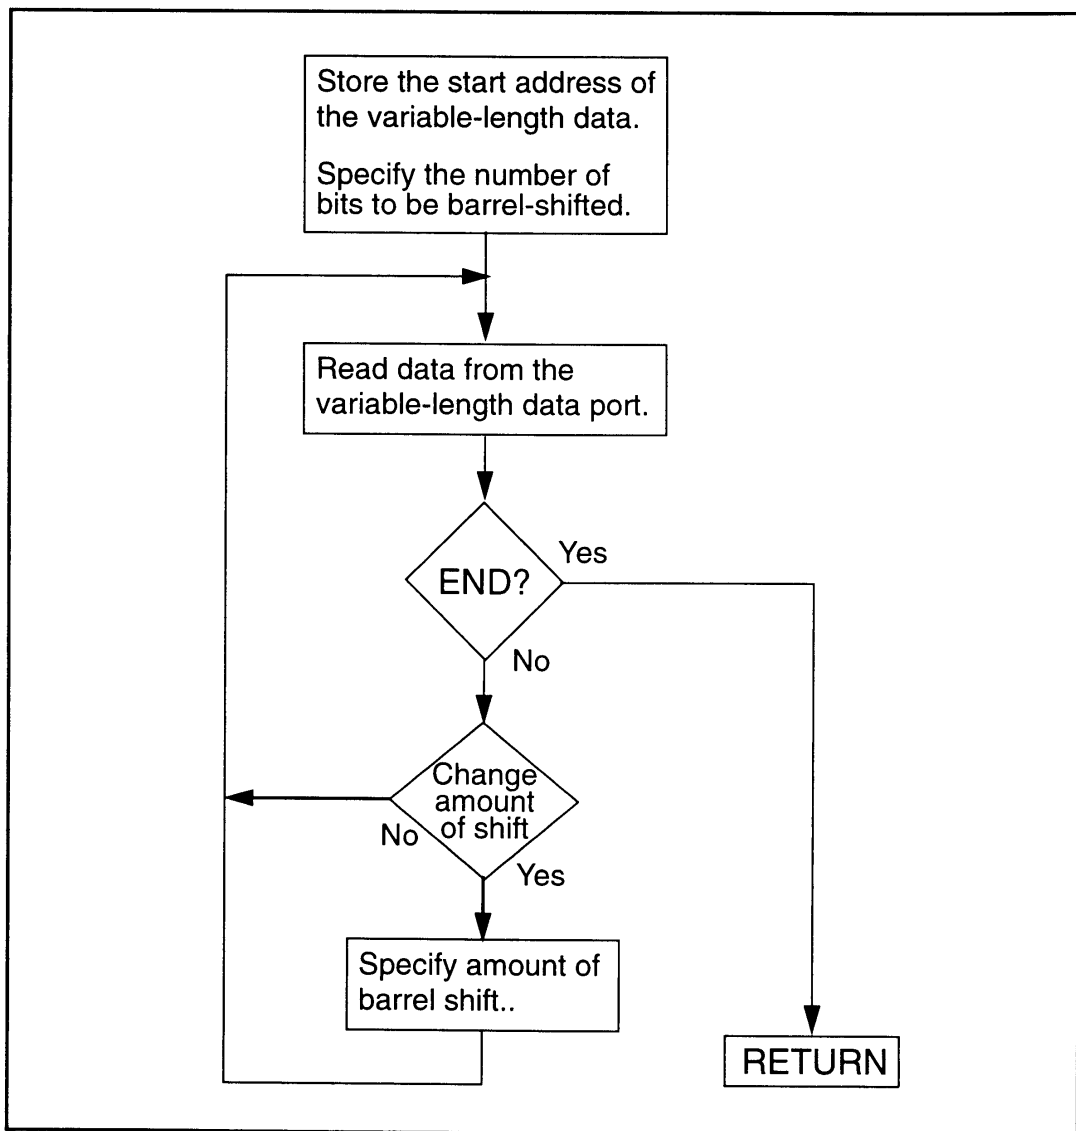 Store the start address of
the variable-length data.
Specify the number of
bits to be barrel-shifted.
Read data from the
variable-length data port.
Yes
END?
No
Change
amount
of shift
No
Yes
Specify amount of
barrel shift..
RETURN